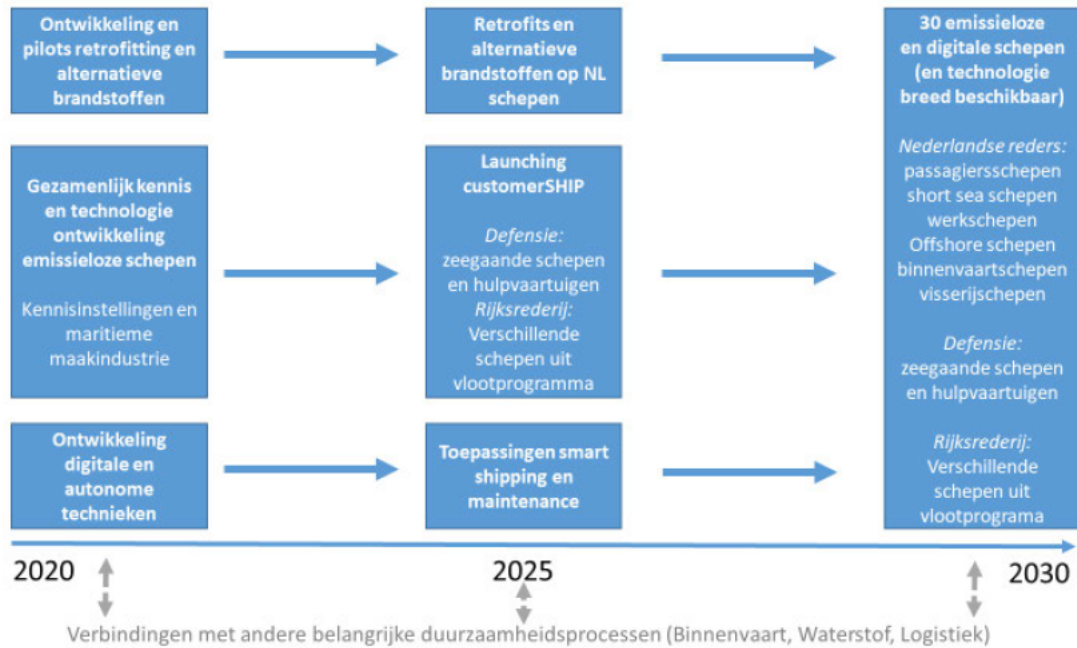 Ontwikkeling en
pilots retrofitting en
alternatieve
brandstoffen
Retrofits en
alternatieve
brandstoffen op NL
schepen
30 emissieloze
en digitale schepen
(en technologie
breed beschikbaar)
Nederlandse reders:
passagiersschepen
short sea schepen
werkschepen
Offshore schepen
binnenvaartschepen
visserijschepen
Defensie:
zeegaande schepen
en hulpvaartuigen
Rijksrederij:
Verschillende
schepen uit
vlootprograma
Gezamenlijk kennis
en technologie
ontwikkeling
emissieloze schepen
Kennisinstellingen en
maritieme
maakindustrie
Launching
customerSHIP
Defensie:
zeegaande schepen
en hulpvaartuigen
Rijksrederij:
Verschillende
schepen uit
vlootprogramma
Ontwikkeling
digitale en
autonome
technieken
Toepassingen smart
shipping en
maintenance
2020
2025
2030
Verbindingen met andere belangrijke duurzaamheidsprocessen (Binnenvaart, Waterstof, Logistiek)